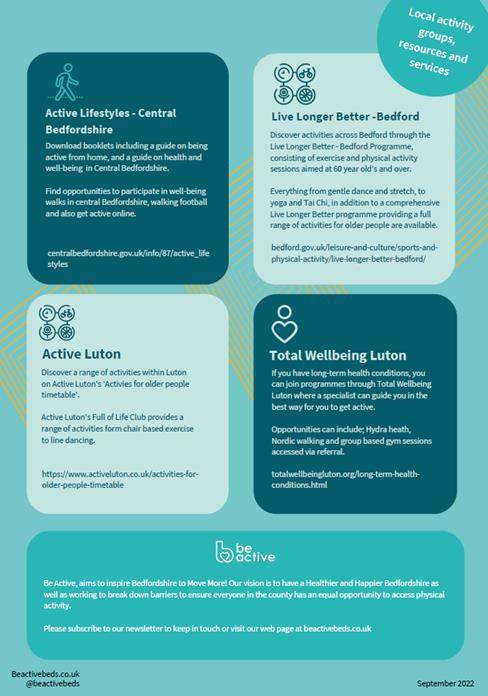 Local activity
groups,
resources and
services
Active Lifestyles - Central
Bedfordshire
Download booklets including a guide on being
active from home, and a guide on health and
well-being in Central Bedfordshire.
Find opportunities to participate in well-being
walks in central Bedfordshire, walking football
and also get active online.
centralbedfordshire.gov.uk/info/87/active_life
styles
Live Longer Better -Bedford
Discover activities across Bedford through the
Live Longer Better - Bedford Programme,
consisting of exercise and physical activity
sessions aimed at 60 year old's and over.
Everything from gentle dance and stretch, to
yoga and Tai Chi, in addition to a comprehensive
Live Longer Better programme providing a full
range of activities for older people are available.
bedford.gov.uk/leisure-and-culture/sports-and-
physical-activity/live-longer-better-bedford/
Active Luton
Discover a range of activities within Luton
on Active Luton's 'Activies for older people
timetable'.
Active Luton's Full of Life Club provides a
range of activities form chair based exercise
to line dancing.
https://www.activeluton.co.uk/activities-for-
older-people-timetable
Total Wellbeing Luton
If you have long-term health conditions, you
can join programmes through Total Wellbeing
Luton where a specialist can guide you in the
best way for you to get active.
Opportunities can include; Hydra heath,
Nordic walking and group based gym sessions
accessed via referral.
totalwellbeingluton.org/long-term-health-
conditions.html
be
active
Be Active, aims to inspire Bedfordshire to Move More! Our vision is to have a Healthier and Happier Bedfordshire as
well as working to break down barriers to ensure everyone in the county has an equal opportunity to access physical
activity.
Please subscribe to our newsletter to keep in touch or visit our web page at beactivebeds.co.uk
Beactivebeds.co.uk
@beactivebeds
September 2022